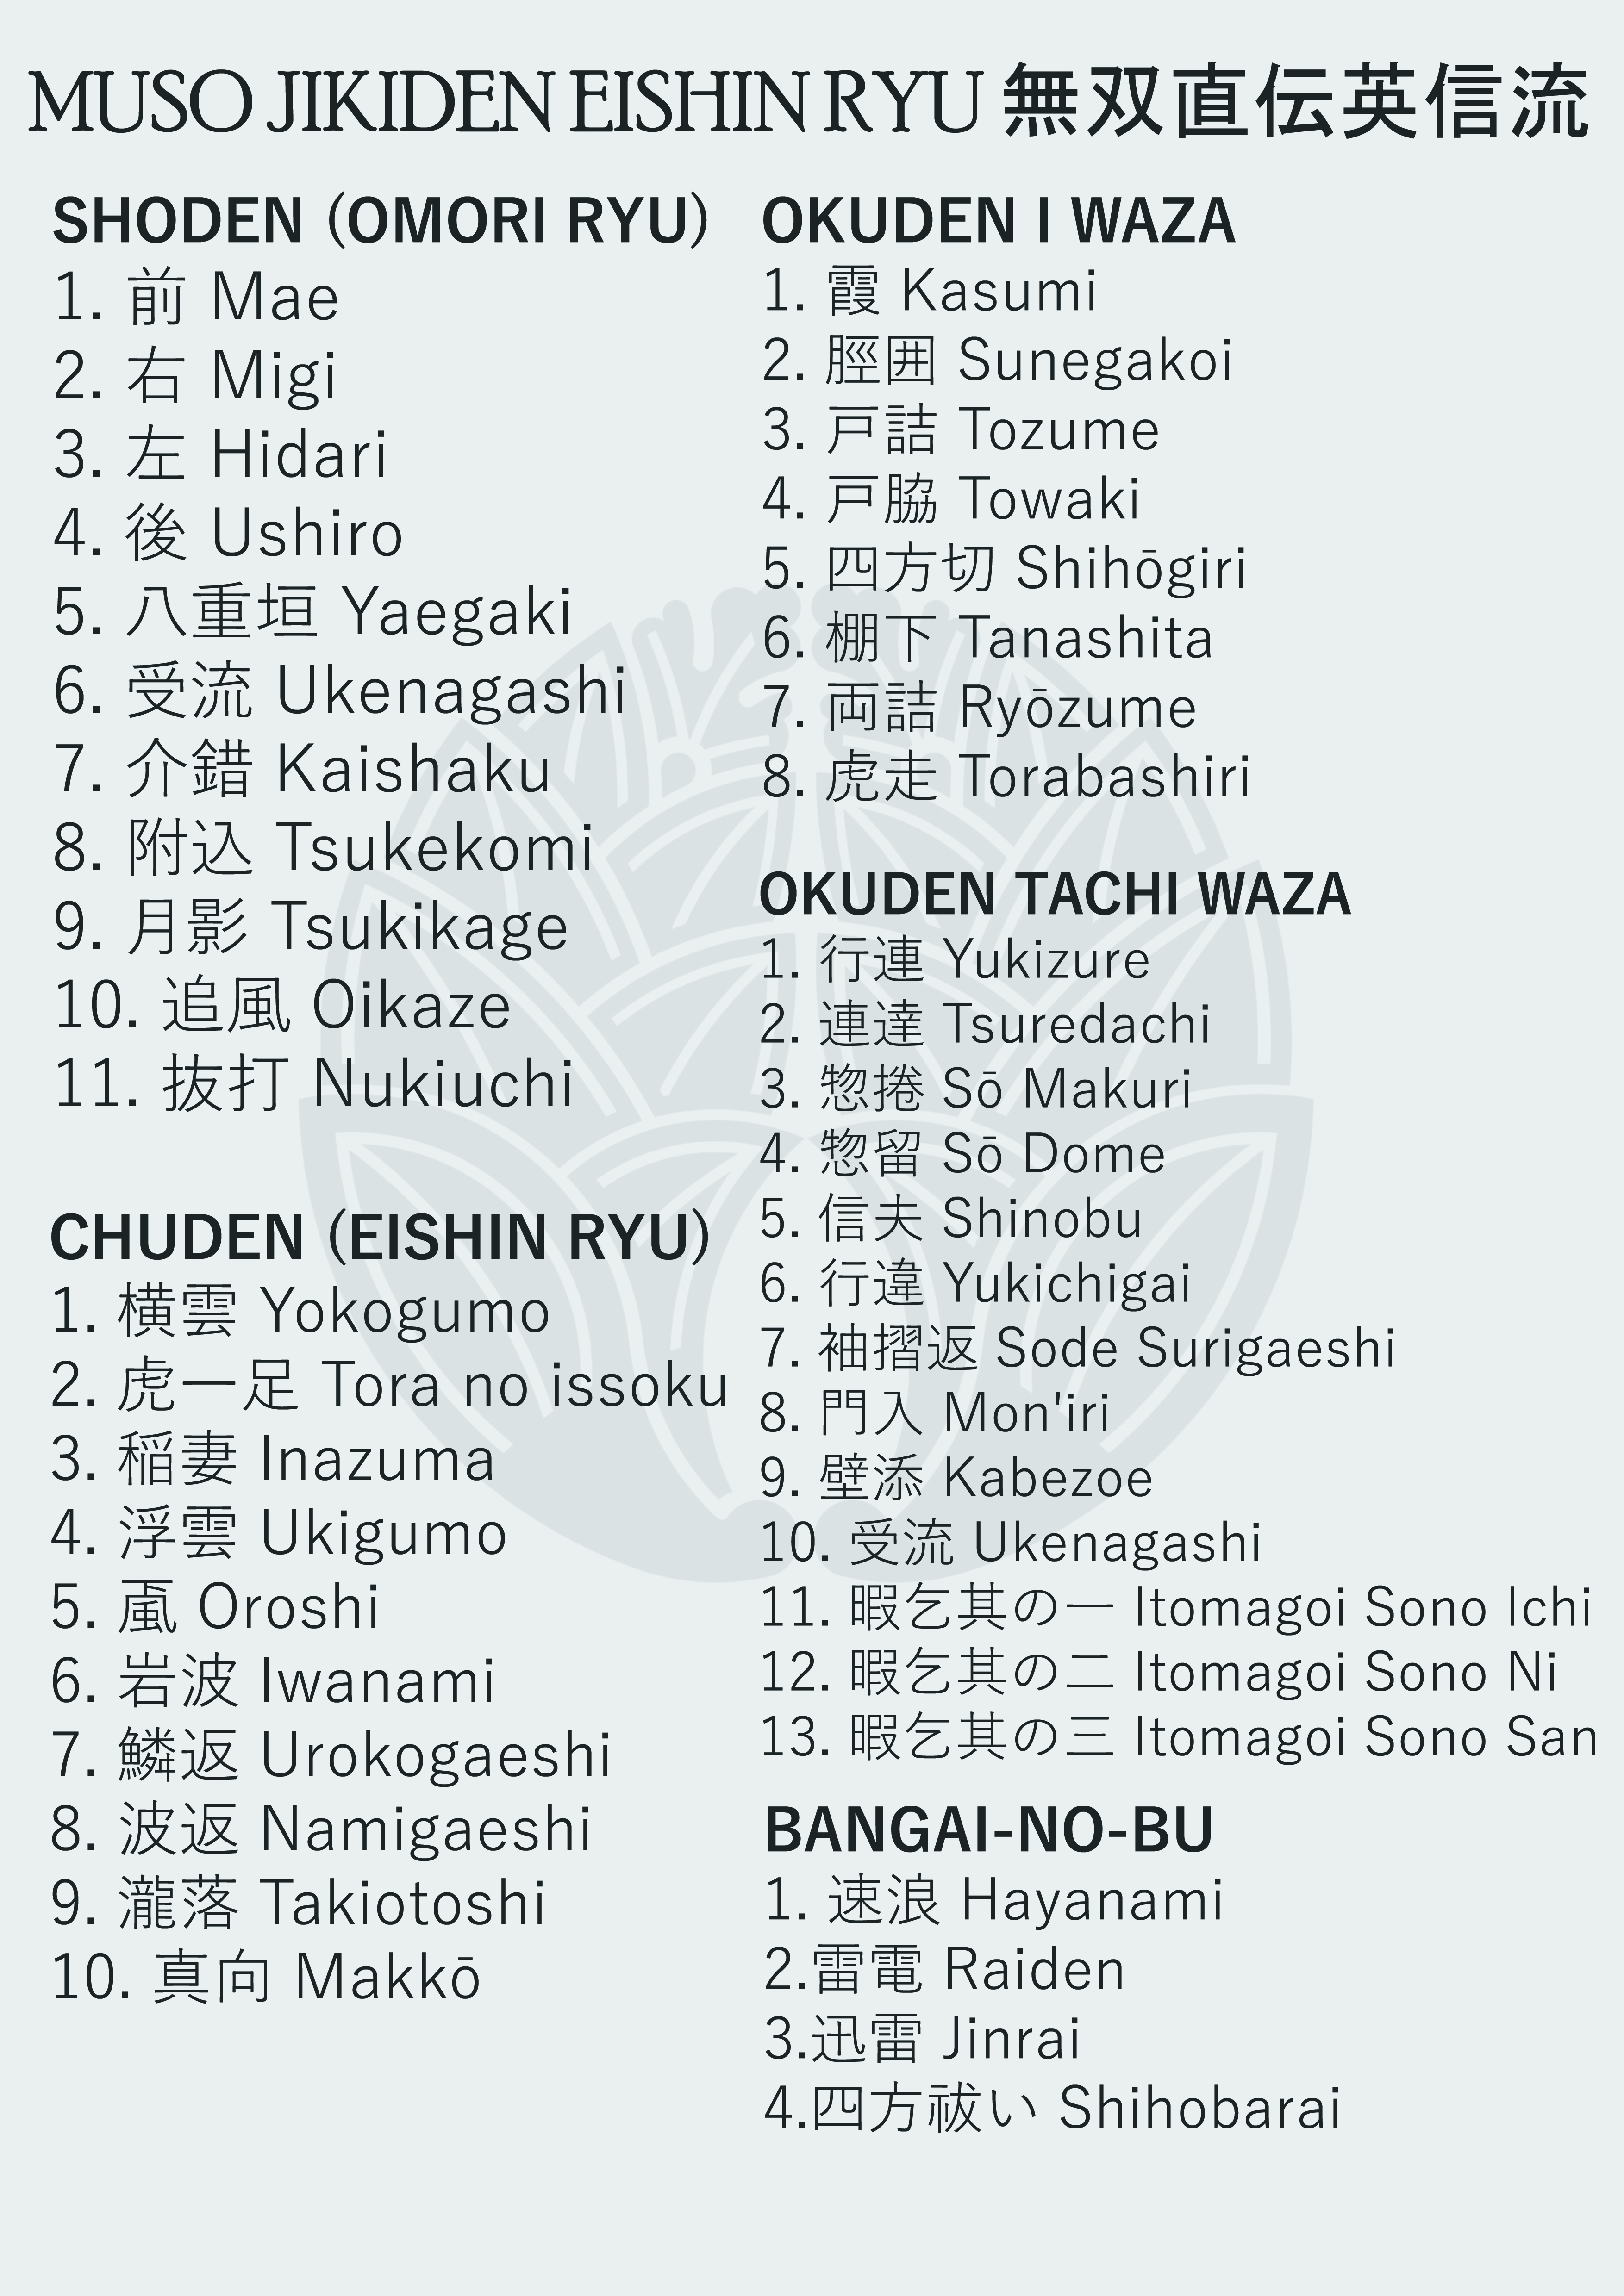 MUSO JIKIDEN EISHIN RYU 無双直伝英信流
SHODEN (OMORI RYU)
1. 前 Mae
2. 右 Migi
3. 左 Hidari
4. 後 Ushiro
5. 八重垣 Yaegaki
6. 受流 Ukenagashi
7. 介錯 Kaishaku
8. 附込 Tsukekomi
9. 月影 Tsukikage
10. 追風 Oikaze
11. 抜打 Nukiuchi
CHUDEN (EISHIN RYU)
1. 横雲 Yokogumo
2. 虎一足 Tora no issoku
3. 稲妻 Inazuma
4. 浮雲 Ukigumo
5. 颪 Oroshi
6. 岩波 Iwanami
7. 鱗返 Urokogaeshi
8. 波返 Namigaeshi
9. 瀧落 Takiotoshi
10. 真向 Makkō
OKUDEN I WAZA
1. 霞 Kasumi
2. 脛囲 Sunegakoi
3. 戸詰 Tozume
4. 戸脇 Towaki
5. 四方切 Shihōgiri
6. 棚下 Tanashita
7. 両詰 Ryōzume
8. 虎走 Torabashiri
OKUDEN TACHI WAZA
1. 行連 Yukizure
2. 連達 Tsuredachi
3. 惣捲 Sō Makuri
4. 惣留 Sō Dome
5. 信夫 Shinobu
6. 行違 Yukichigai
7. 袖摺返 Sode Surigaeshi
8. 門入 Mon'iri
9. 壁添 Kabezoe
10. 受流 Ukenagashi
11. 暇乞其の一 Itomagoi Sono Ichi
12. 暇乞其の二 Itomagoi Sono Ni
13. 暇乞其の三 Itomagoi Sono San
BANGAI-NO-BU
1. 速浪 Hayanami
2.雷電 Raiden
3.迅雷 Jinrai
4.四方祓い Shihobarai